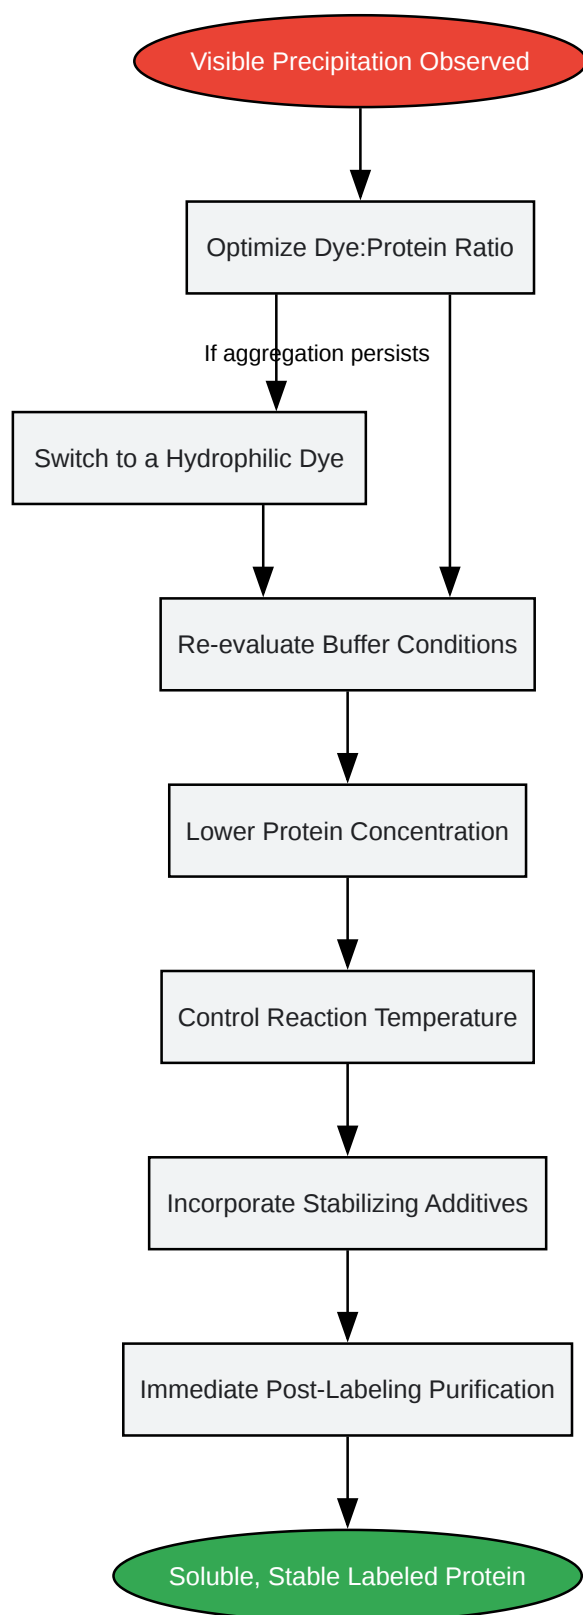 Visible Precipitation Observed
Optimize Dye:Protein Ratio
If aggregation persists
Switch to a Hydrophilic Dye
Re-evaluate Buffer Conditions
Lower Protein Concentration
Control Reaction Temperature
Incorporate Stabilizing Additives
Immediate Post-Labeling Purification
Soluble, Stable Labeled Protein